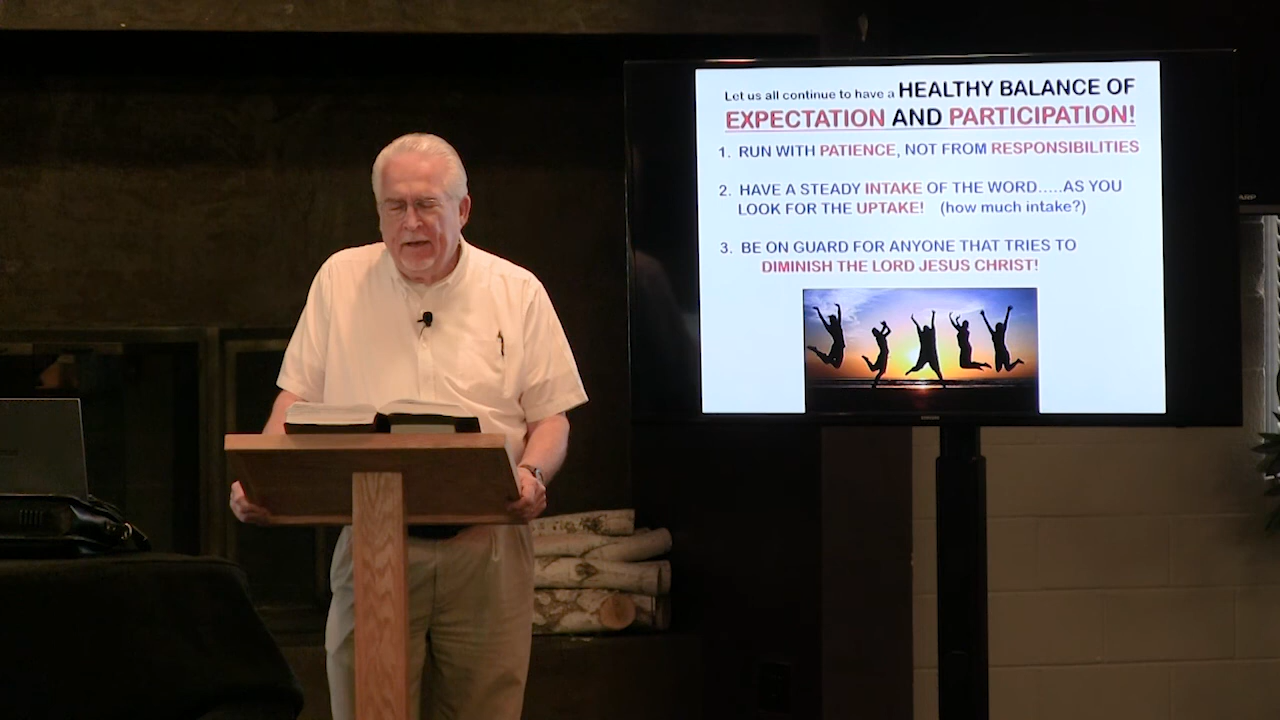 Let us all continue to have a HEALTHY BALANCE OF
EXPECTATION AND PARTICIPATION!
1. RUN WITH PATIENCE, NOT FROM RESPONSIBILITIES
2. HAVE A STEADY INTAKE OF THE WORD.....AS YOU
LOOK FOR THE UPTAKE! (how much intake?)
3. BE ON GUARD FOR ANYONE THAT TRIES TO
DIMINISH THE LORD JESUS CHRIST!